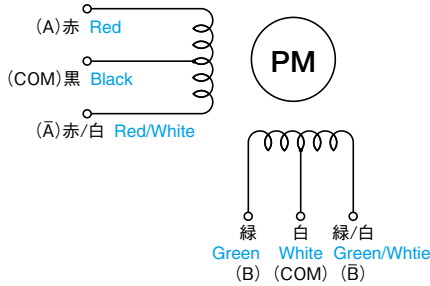 (A)赤 Red
PM
(COM)黒 Black
(Ā)赤/白 Red/White
緑 白 緑/白
Green White Green/Whtie
(B) (COM) (B̄)